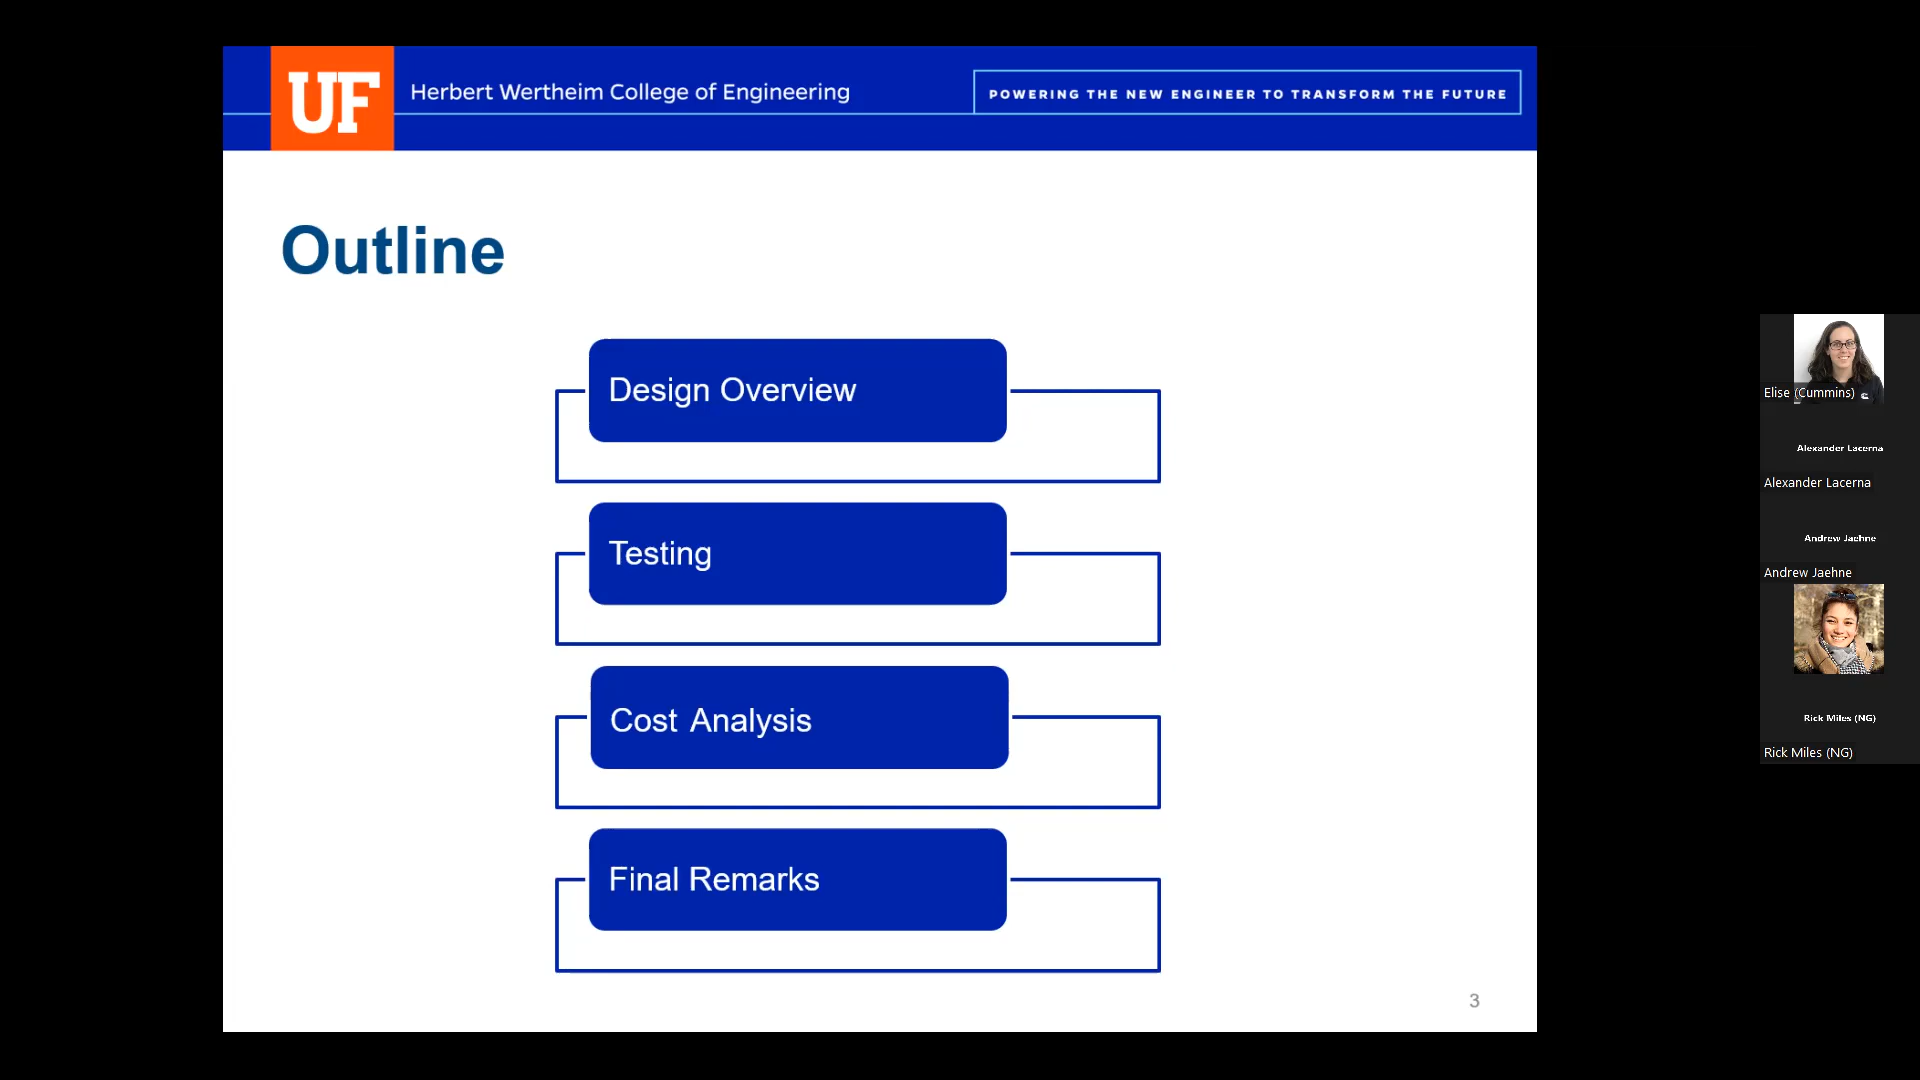 UF
Herbert Wertheim College of Engineering
POWERING THE NEW ENGINEER TO TRANSFORM THE FUTURE
Outline
Design Overview
Testing
Cost Analysis
Final Remarks
3
Elise (Cummins)
Alexander Lacerna
Alexander Lacerna
Andrew Jaehne
Andrew Jaehne
Rick Miles (NG)
Rick Miles (NG)